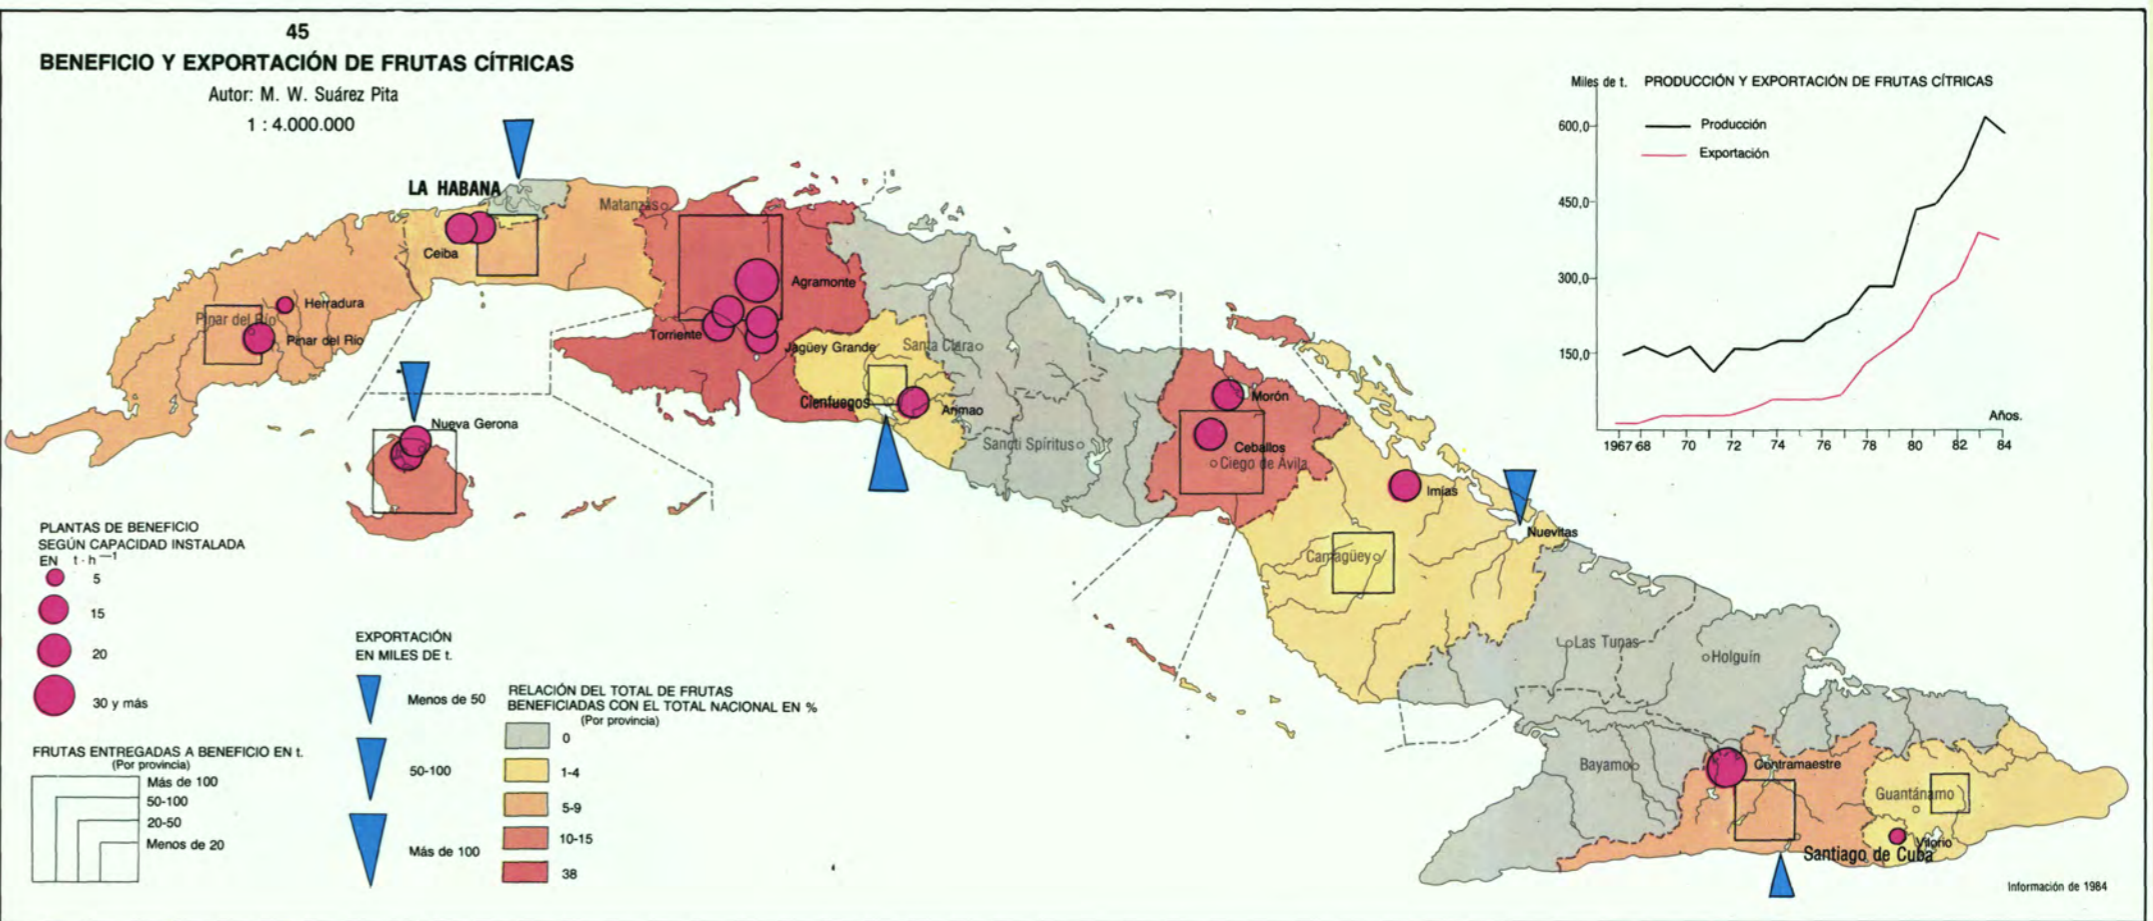 45
BENEFICIO Y EXPORTACIÓN DE FRUTAS CÍTRICAS
Autor: M. W. Suárez Pita
1 : 4.000.000
Miles de t. PRODUCCIÓN Y EXPORTACIÓN DE FRUTAS CÍTRICAS
600,0
Producción
Exportación
450,0
300,0
150,0
Años.
1967 68 70 72 74 76 78 80 82 84
LA HABANA
Matanzas
Ceiba
Agramonte
Herradura
Pinar del Río
Pinar del Río
Torriente
Jagüey Grande
Santa Clara
Cienfuegos
Arimao
Morón
Nueva Gerona
Sancti Spíritus
Ceballos
Ciego de Avila
Imías
Nuevitas
Camagüey
Las Tunas
Holguín
Bayamo
Contramaestre
Guantánamo
Vilorio
Santiago de Cuba
PLANTAS DE BENEFICIO
SEGÚN CAPACIDAD INSTALADA
EN t · h⁻¹
5
15
20
30 y más
FRUTAS ENTREGADAS A BENEFICIO EN t.
(Por provincia)
Más de 100
50-100
20-50
Menos de 20
EXPORTACIÓN
EN MILES DE t.
Menos de 50
50-100
Más de 100
RELACIÓN DEL TOTAL DE FRUTAS
BENEFICIADAS CON EL TOTAL NACIONAL EN %
(Por provincia)
0
1-4
5-9
10-15
38
Información de 1984